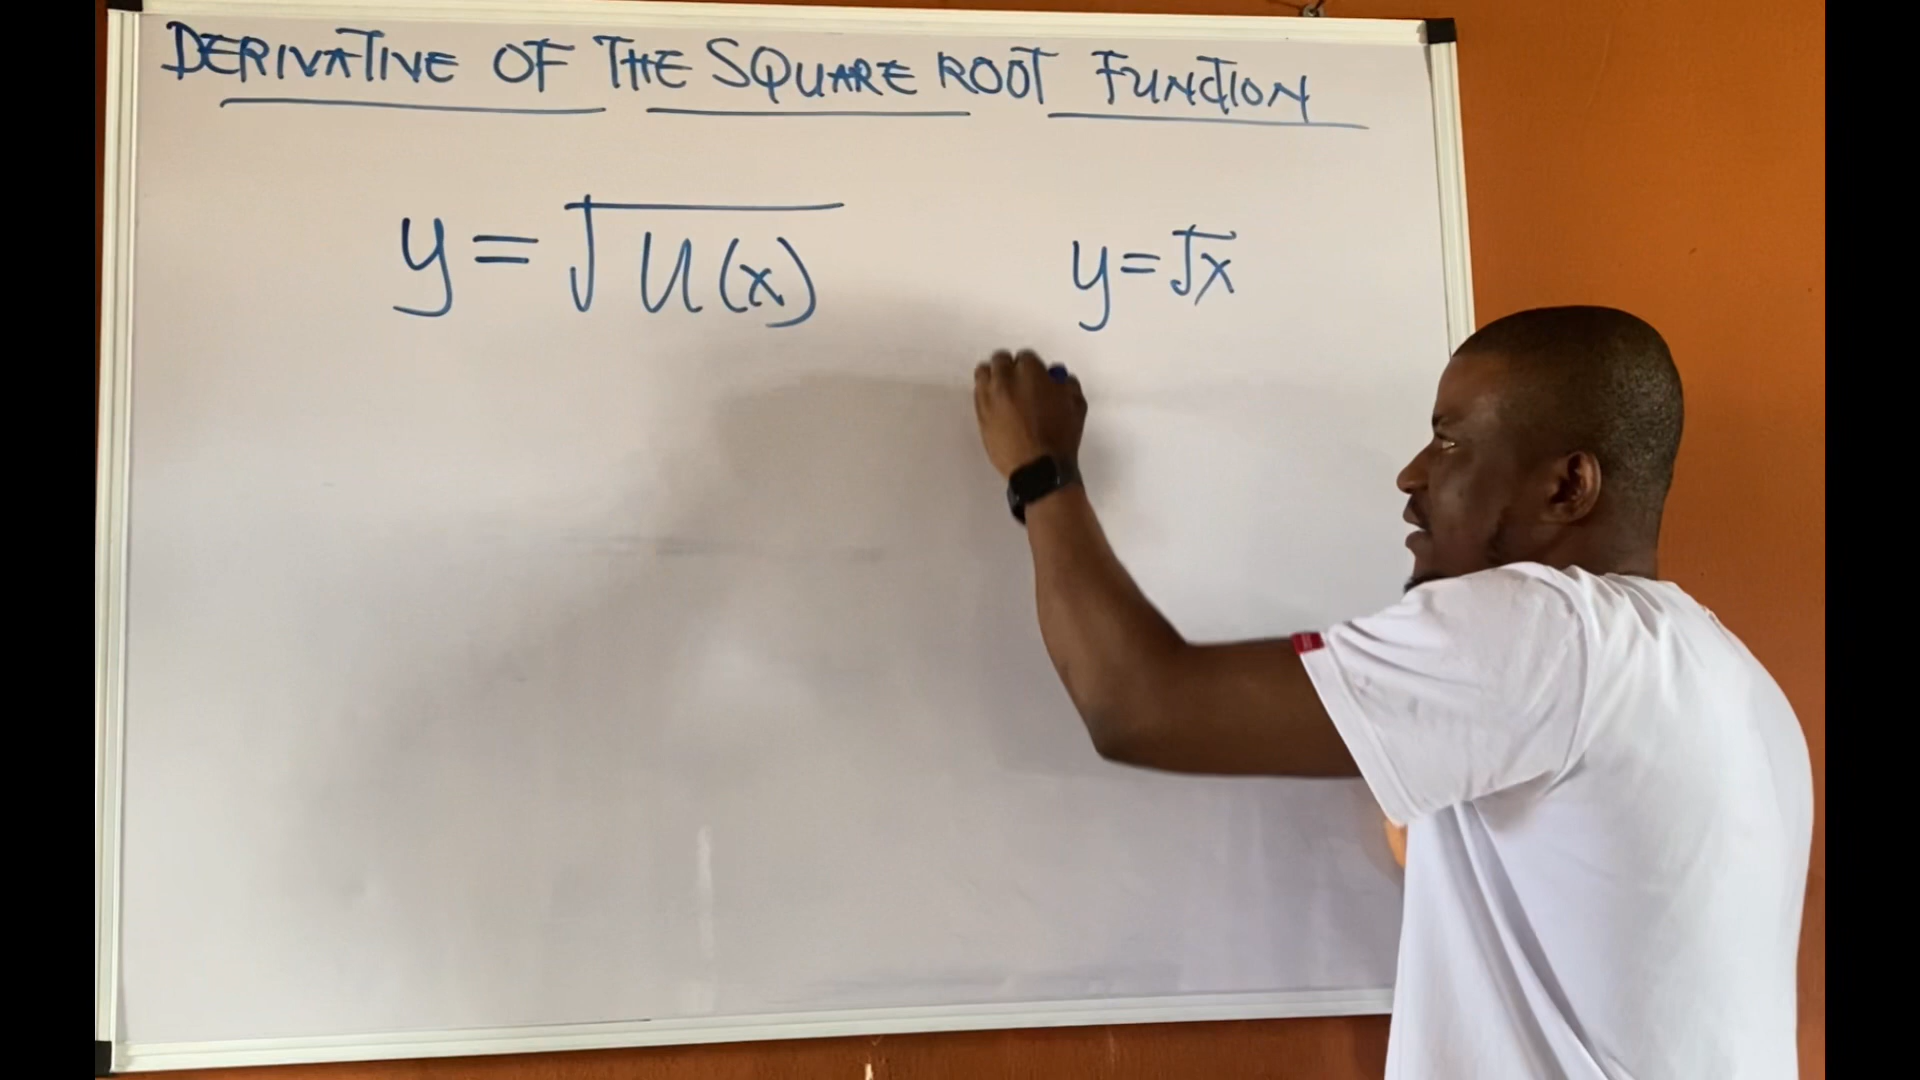 DERIVATIVE OF THE SQUARE ROOT FUNCTION
y = √u(x)
y = √x